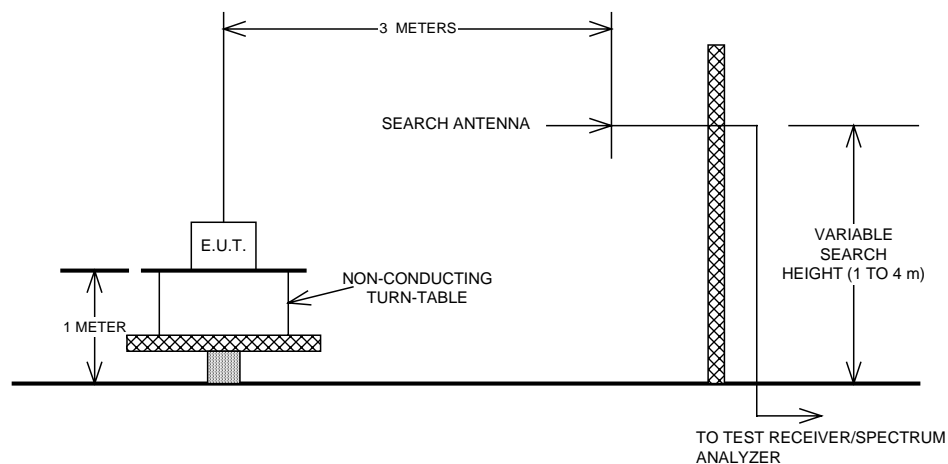 3 METERS
SEARCH ANTENNA
E.U.T.
VARIABLE
SEARCH
HEIGHT (1 TO 4 m)
NON-CONDUCTING
TURN-TABLE
1 METER
TO TEST RECEIVER/SPECTRUM
ANALYZER